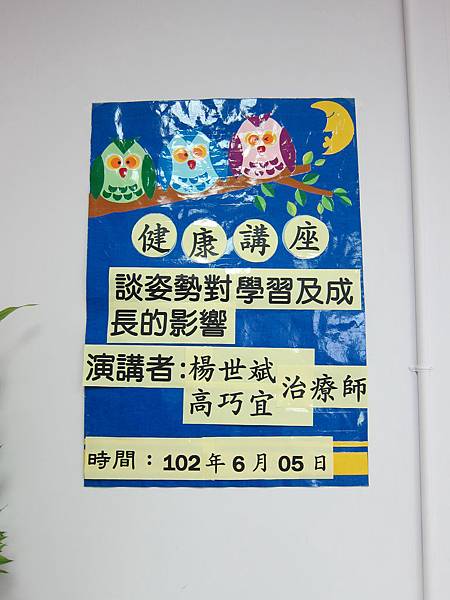 健康講座
談姿勢對學習及成
長的影響
演講者:楊世斌
高巧宜 治療師
時間：102年6月05日